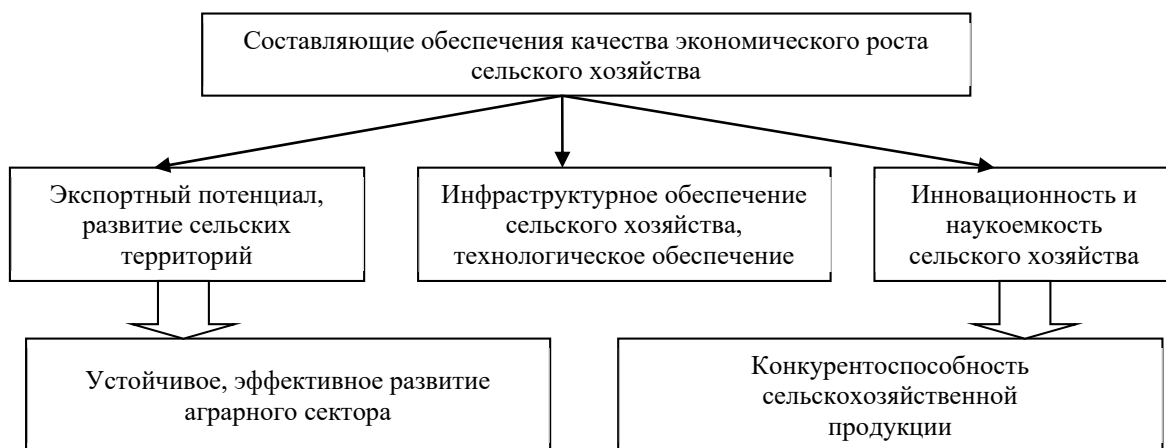 Составляющие обеспечения качества экономического роста
сельского хозяйства
Экспортный потенциал,
развитие сельских
территорий
Инфраструктурное обеспечение
сельского хозяйства,
технологическое обеспечение
Инновационность и
наукоемкость
сельского хозяйства
Устойчивое, эффективное развитие
аграрного сектора
Конкурентоспособность
сельскохозяйственной
продукции